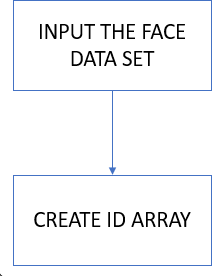 INPUT THE FACE
DATA SET
CREATE ID ARRAY